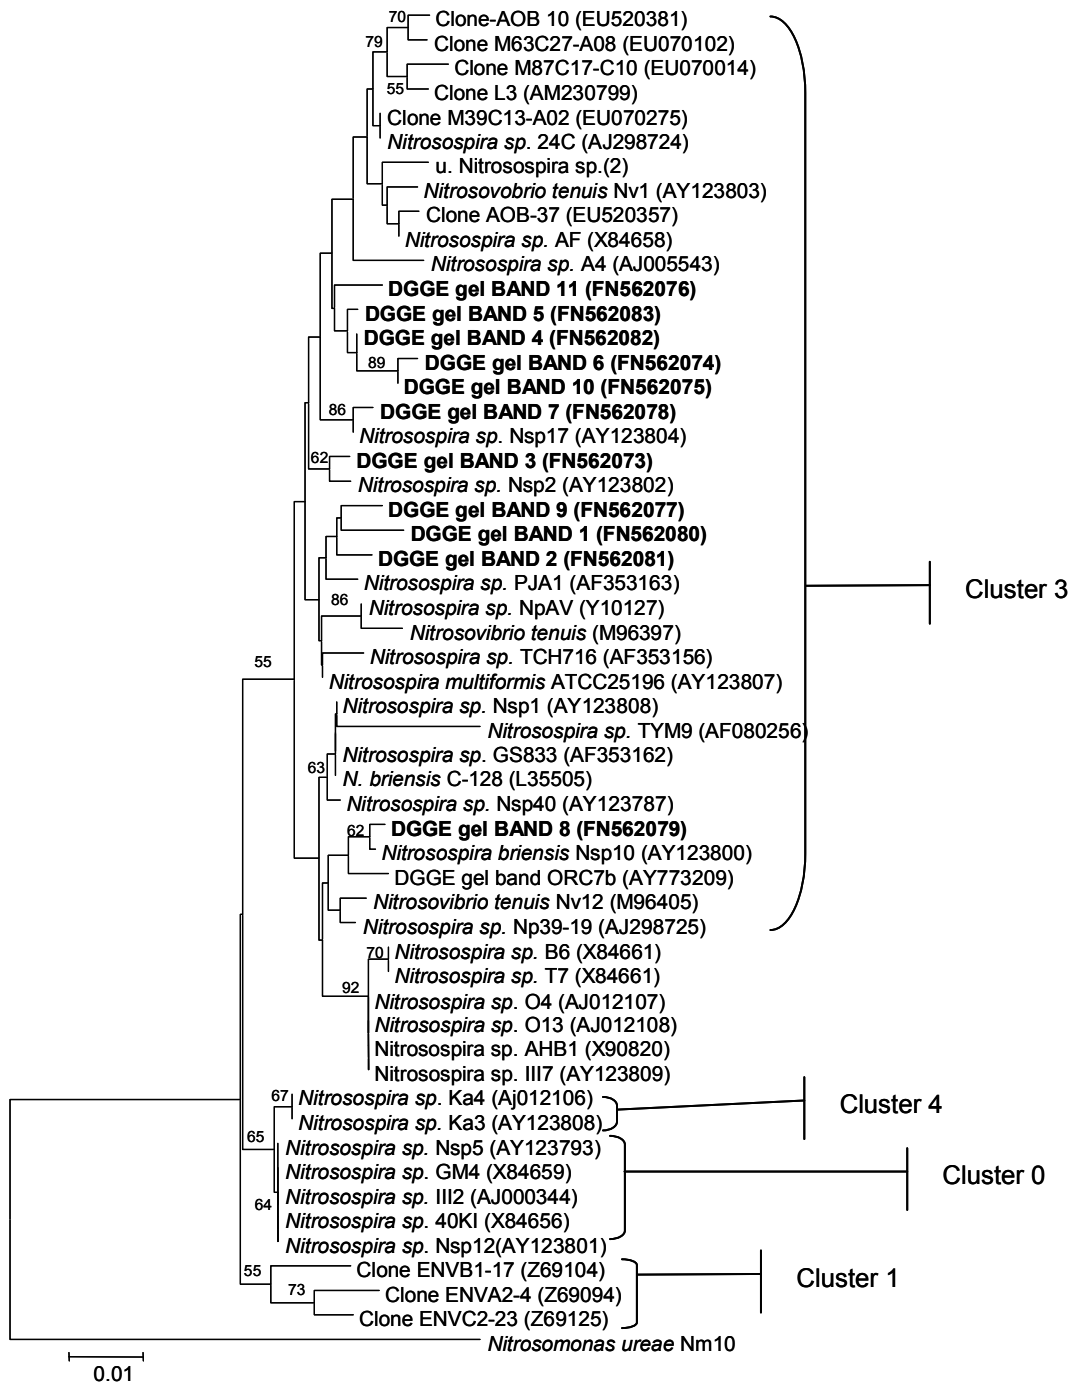 70
Clone-AOB 10 (EU520381)
79
Clone M63C27-A08 (EU070102)
Clone M87C17-C10 (EU070014)
55
Clone L3 (AM230799)
Clone M39C13-A02 (EU070275)
Nitrosospira sp. 24C (AJ298724)
u. Nitrosospira sp.(2)
Nitrosovobrio tenuis Nv1 (AY123803)
Clone AOB-37 (EU520357)
Nitrosospira sp. AF (X84658)
Nitrosospira sp. A4 (AJ005543)
DGGE gel BAND 11 (FN562076)
DGGE gel BAND 5 (FN562083)
DGGE gel BAND 4 (FN562082)
89
DGGE gel BAND 6 (FN562074)
DGGE gel BAND 10 (FN562075)
86
DGGE gel BAND 7 (FN562078)
Nitrosospira sp. Nsp17 (AY123804)
62
DGGE gel BAND 3 (FN562073)
Nitrosospira sp. Nsp2 (AY123802)
DGGE gel BAND 9 (FN562077)
DGGE gel BAND 1 (FN562080)
DGGE gel BAND 2 (FN562081)
Nitrosospira sp. PJA1 (AF353163)
Cluster 3
86
Nitrosospira sp. NpAV (Y10127)
Nitrosovibrio tenuis (M96397)
Nitrosospira sp. TCH716 (AF353156)
55
Nitrosospira multiformis ATCC25196 (AY123807)
Nitrosospira sp. Nsp1 (AY123808)
Nitrosospira sp. TYM9 (AF080256)
Nitrosospira sp. GS833 (AF353162)
63
N. briensis C-128 (L35505)
Nitrosospira sp. Nsp40 (AY123787)
62
DGGE gel BAND 8 (FN562079)
Nitrosospira briensis Nsp10 (AY123800)
DGGE gel band ORC7b (AY773209)
Nitrosovibrio tenuis Nv12 (M96405)
Nitrosospira sp. Np39-19 (AJ298725)
70
Nitrosospira sp. B6 (X84661)
Nitrosospira sp. T7 (X84661)
92
Nitrosospira sp. O4 (AJ012107)
Nitrosospira sp. O13 (AJ012108)
Nitrosospira sp. AHB1 (X90820)
Nitrosospira sp. III7 (AY123809)
67
Nitrosospira sp. Ka4 (Aj012106)
Cluster 4
Nitrosospira sp. Ka3 (AY123808)
65
Nitrosospira sp. Nsp5 (AY123793)
Nitrosospira sp. GM4 (X84659)
Cluster 0
64
Nitrosospira sp. III2 (AJ000344)
Nitrosospira sp. 40KI (X84656)
Nitrosospira sp. Nsp12(AY123801)
55
Clone ENVB1-17 (Z69104)
Cluster 1
73
Clone ENVA2-4 (Z69094)
Clone ENVC2-23 (Z69125)
Nitrosomonas ureae Nm10
0.01